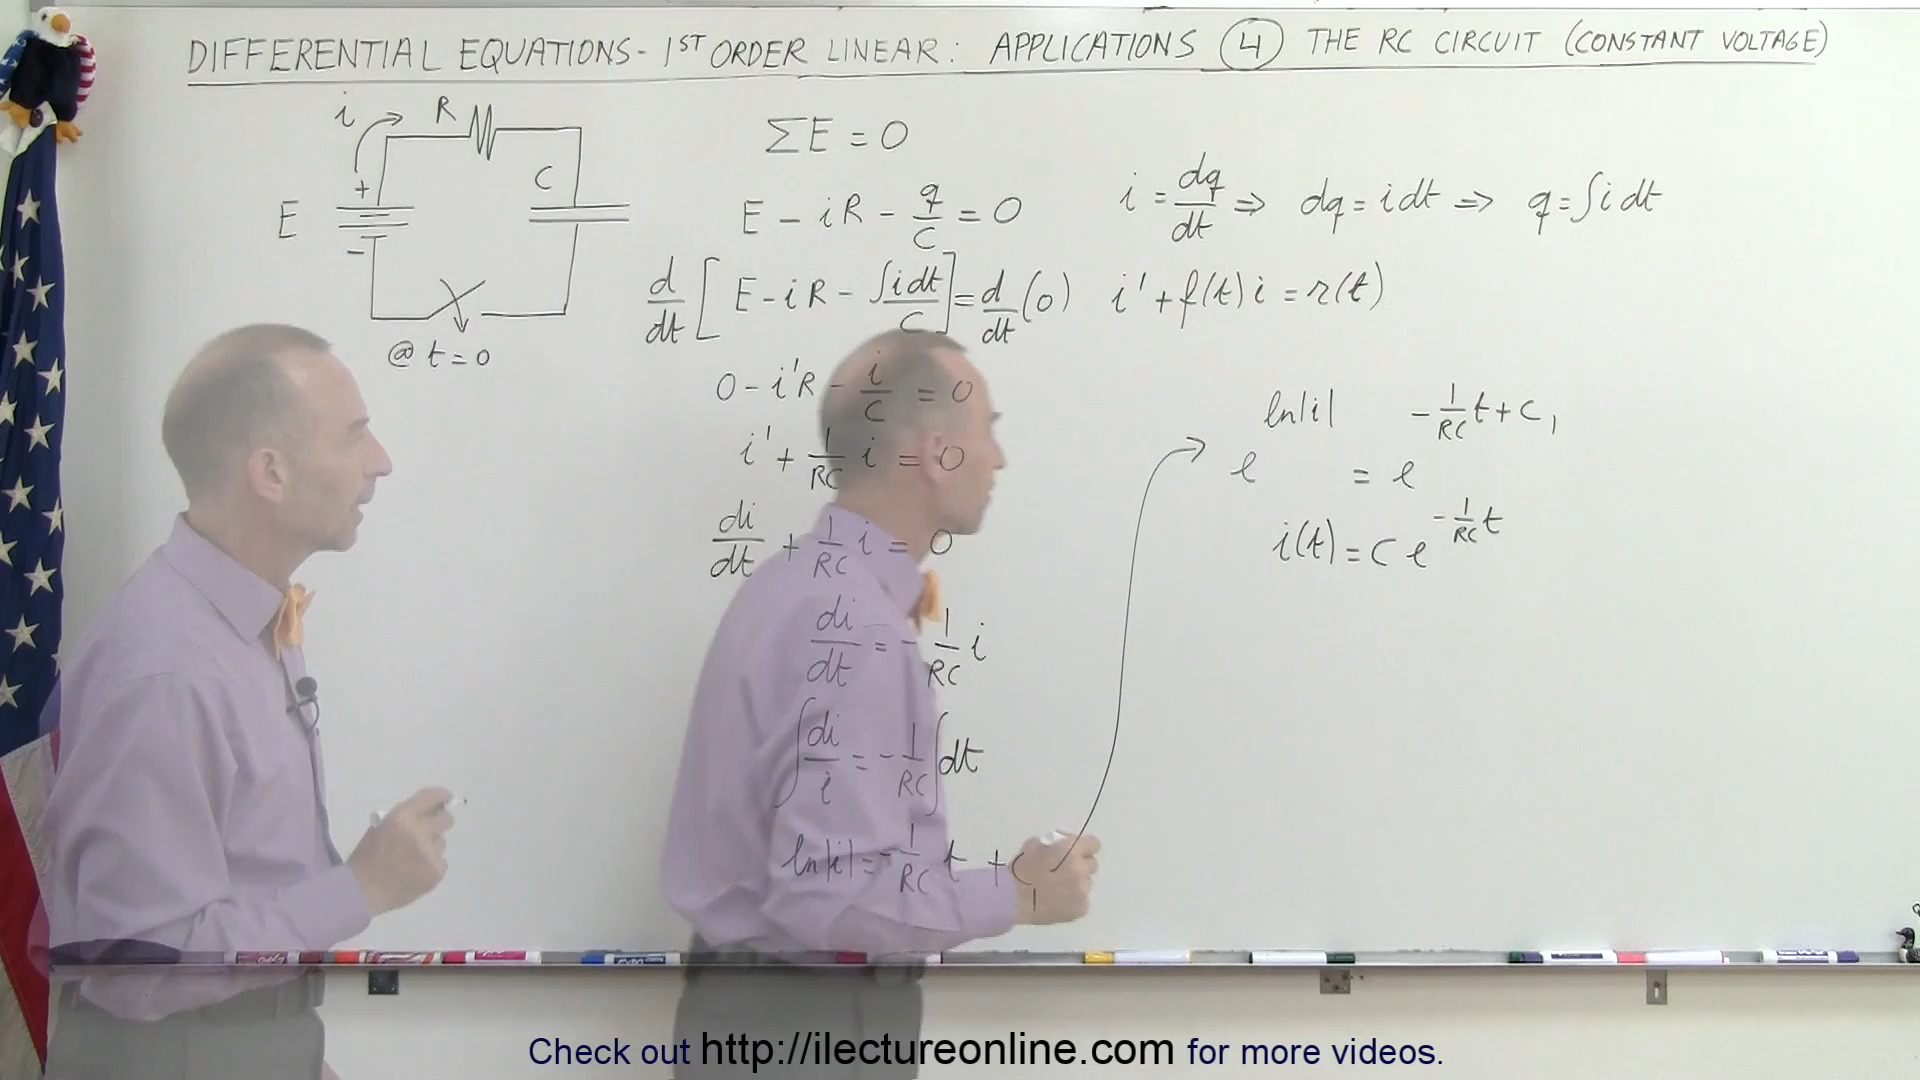 DIFFERENTIAL EQUATIONS - 1ST ORDER LINEAR: APPLICATIONS (4) THE RC CIRCUIT (CONSTANT VOLTAGE)
i
R
+
C
E
−
@ t = 0
ΣE = 0
E − iR − q/C = 0
i = dq/dt ⇒ dq = i dt ⇒ q = ∫i dt
d/dt [E − iR − ∫i dt/C] = d/dt (0)
i' + f(t) i = r(t)
0 − i'R − i/C = 0
i' + 1/RC i = 0
di/dt + 1/RC i = 0
di/dt = − 1/RC i
∫ di/i = − 1/RC ∫ dt
ln|i| = − 1/RC t + C₁
e^(ln|i|) = e^(− 1/RC t + C₁)
i(t) = C e^(− 1/RC t)
Check out http://ilectureonline.com for more videos.